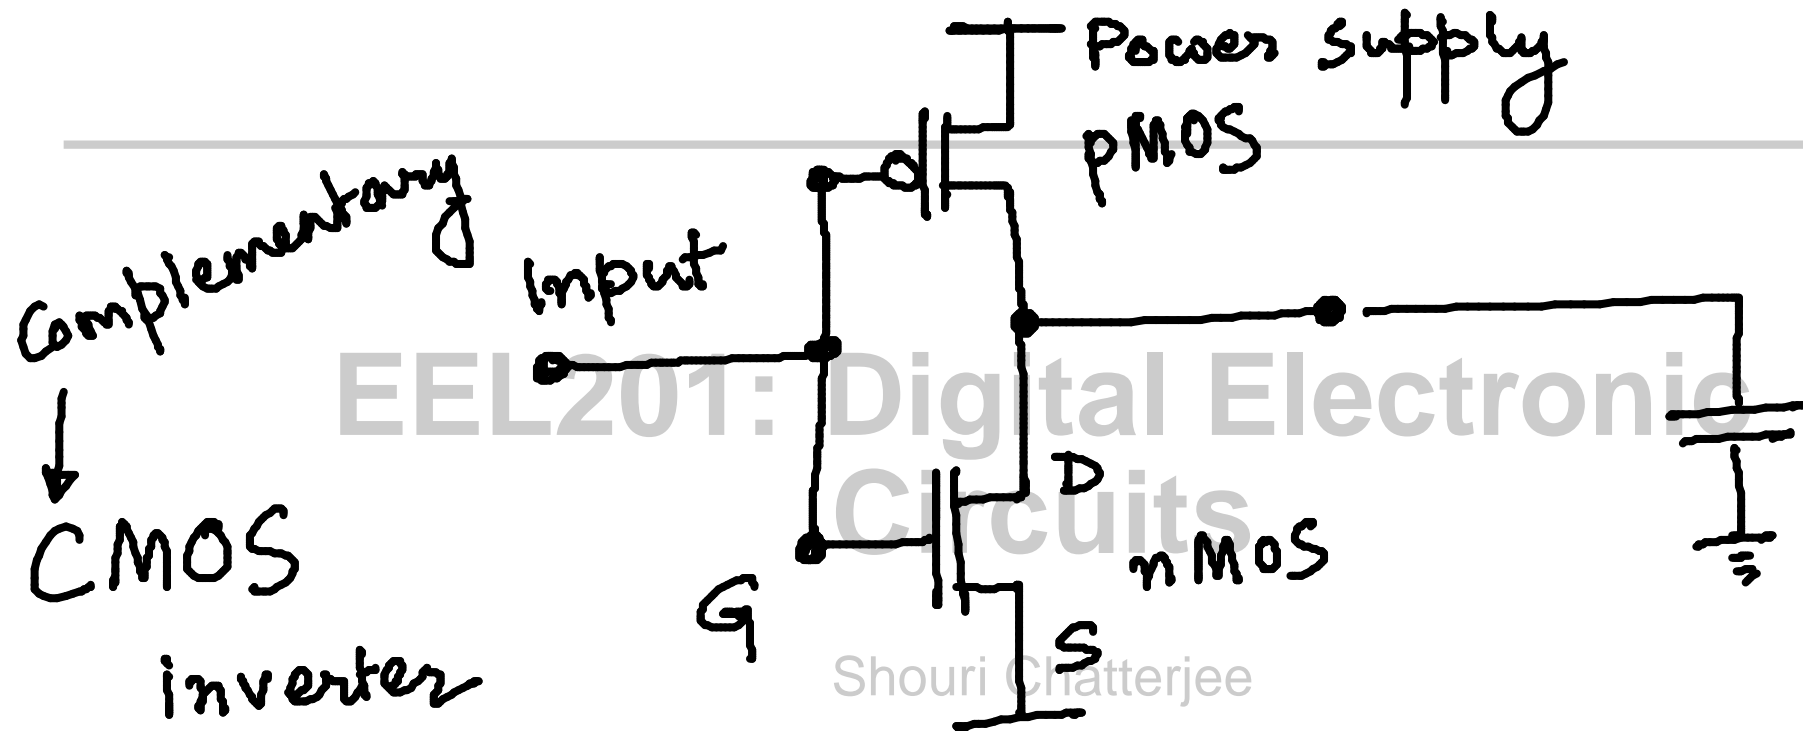 Power supply
pMOS
Complementary
Input
EEL201: Digital Electronic
Circuits
D
CMOS
nMOS
G
S
inverter
Shouri Chatterjee